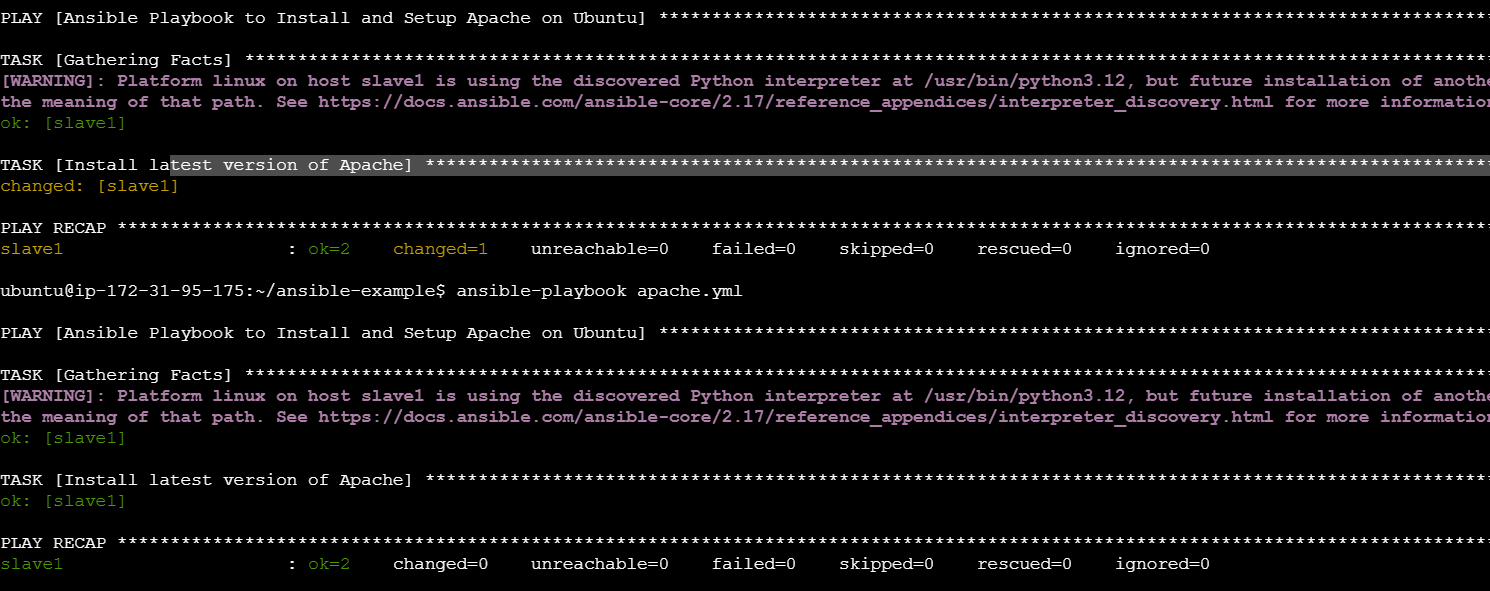 PLAY [Ansible Playbook to Install and Setup Apache on Ubuntu] *******************************************************************************
TASK [Gathering Facts] **********************************************************************************************************************
[WARNING]: Platform linux on host slave1 is using the discovered Python interpreter at /usr/bin/python3.12, but future installation of anothe
the meaning of that path. See https://docs.ansible.com/ansible-core/2.17/reference_appendices/interpreter_discovery.html for more information
ok: [slave1]
TASK [Install latest version of Apache] *****************************************************************************************************
changed: [slave1]
PLAY RECAP **********************************************************************************************************************************
slave1 : ok=2 changed=1 unreachable=0 failed=0 skipped=0 rescued=0 ignored=0
ubuntu@ip-172-31-95-175:~/ansible-example$ ansible-playbook apache.yml
PLAY [Ansible Playbook to Install and Setup Apache on Ubuntu] *******************************************************************************
TASK [Gathering Facts] **********************************************************************************************************************
[WARNING]: Platform linux on host slave1 is using the discovered Python interpreter at /usr/bin/python3.12, but future installation of anothe
the meaning of that path. See https://docs.ansible.com/ansible-core/2.17/reference_appendices/interpreter_discovery.html for more information
ok: [slave1]
TASK [Install latest version of Apache] *****************************************************************************************************
ok: [slave1]
PLAY RECAP **********************************************************************************************************************************
slave1 : ok=2 changed=0 unreachable=0 failed=0 skipped=0 rescued=0 ignored=0